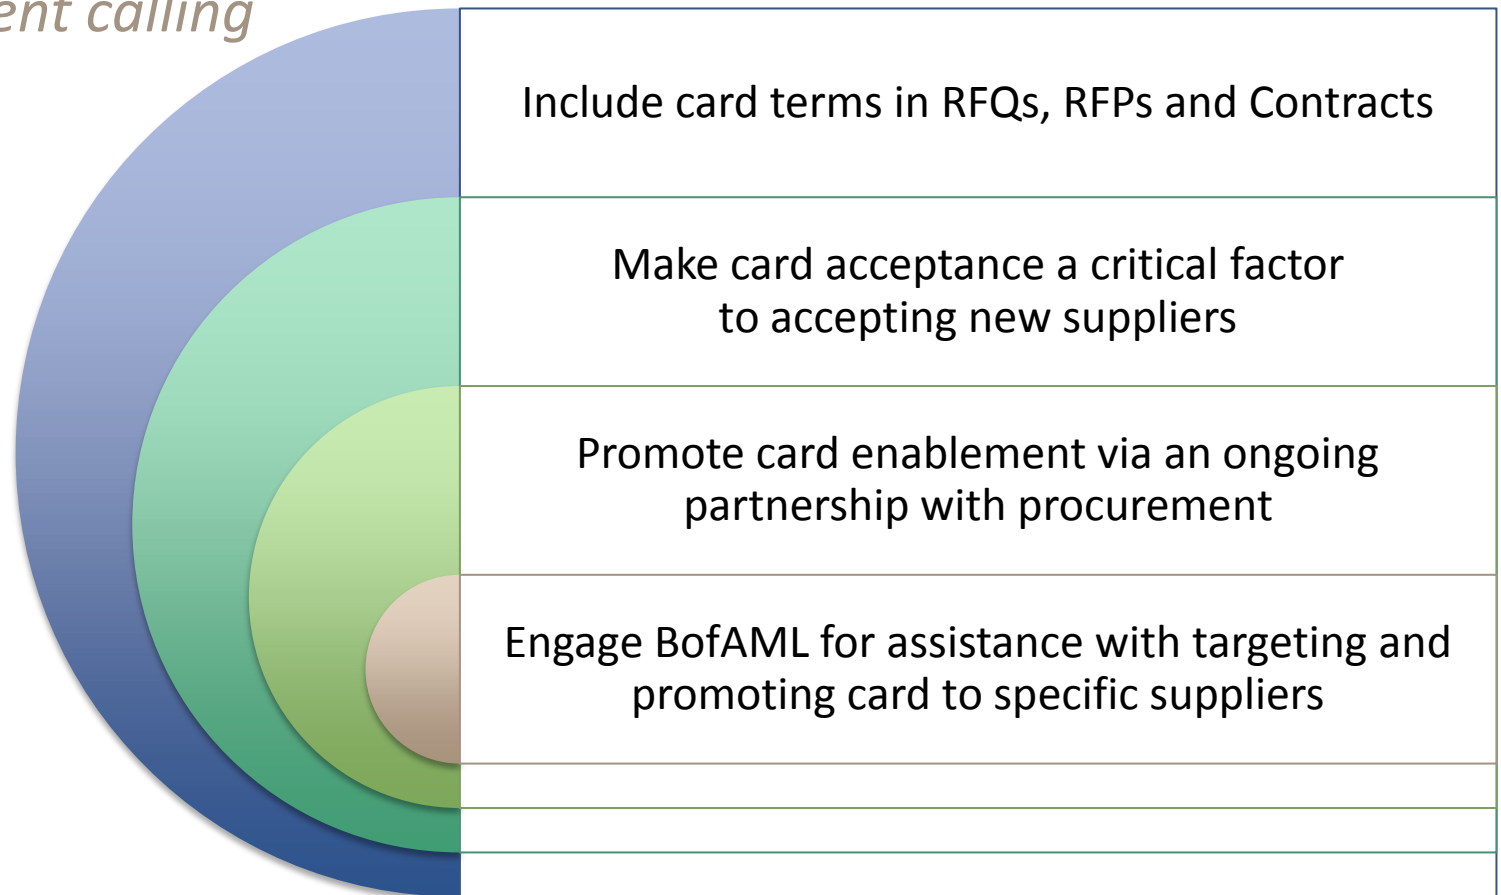 calling
Include card terms in RFQs, RFPs and Contracts
Make card acceptance a critical factor
to accepting new suppliers
Promote card enablement via an ongoing
partnership with procurement
Engage BofAML for assistance with targeting and
promoting card to specific suppliers